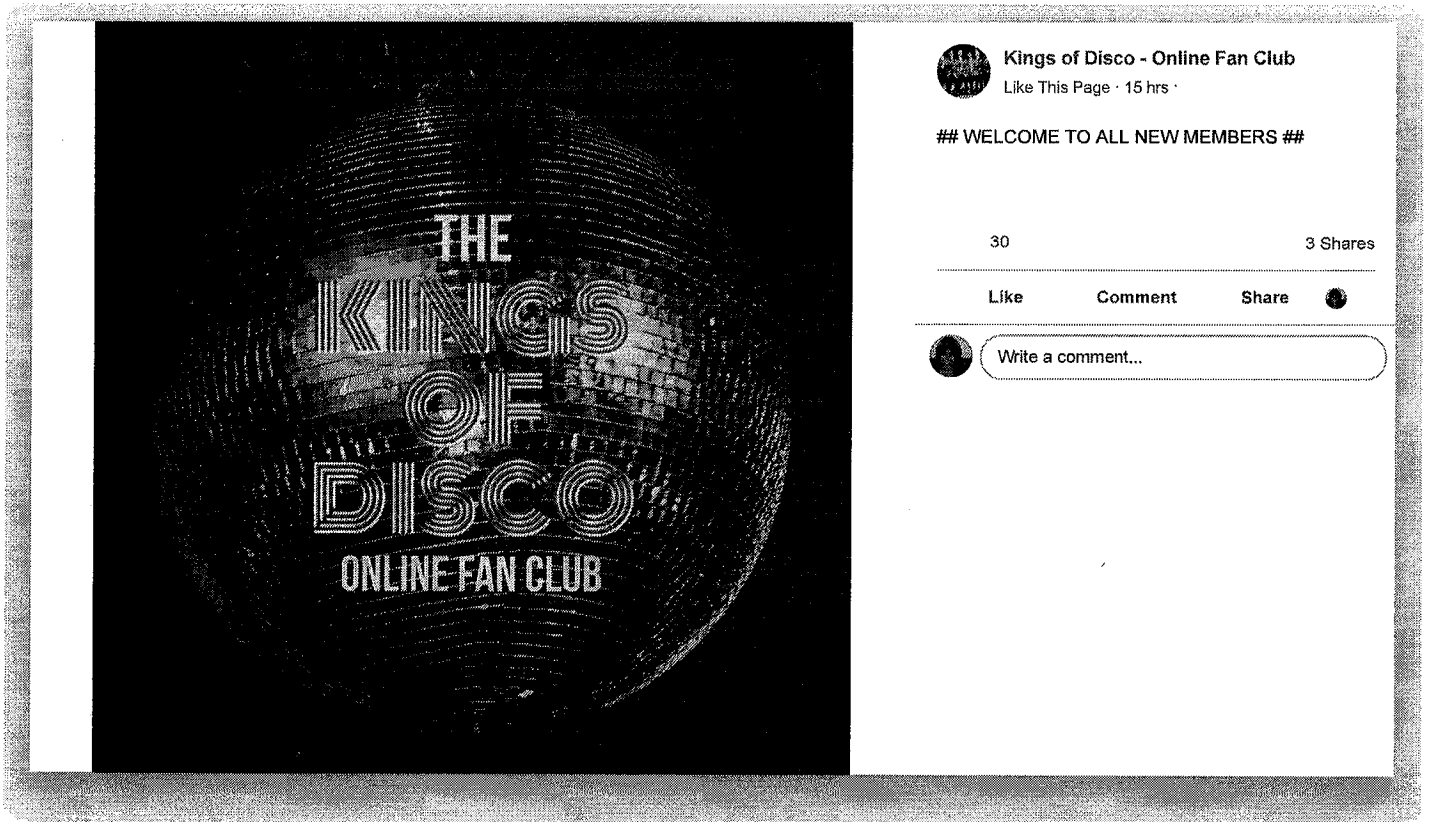 THE
KINGS
OF
DISCO
ONLINE FAN CLUB
Kings of Disco - Online Fan Club
Like This Page · 15 hrs ·
## WELCOME TO ALL NEW MEMBERS ##
30
3 Shares
Like Comment Share
Write a comment...